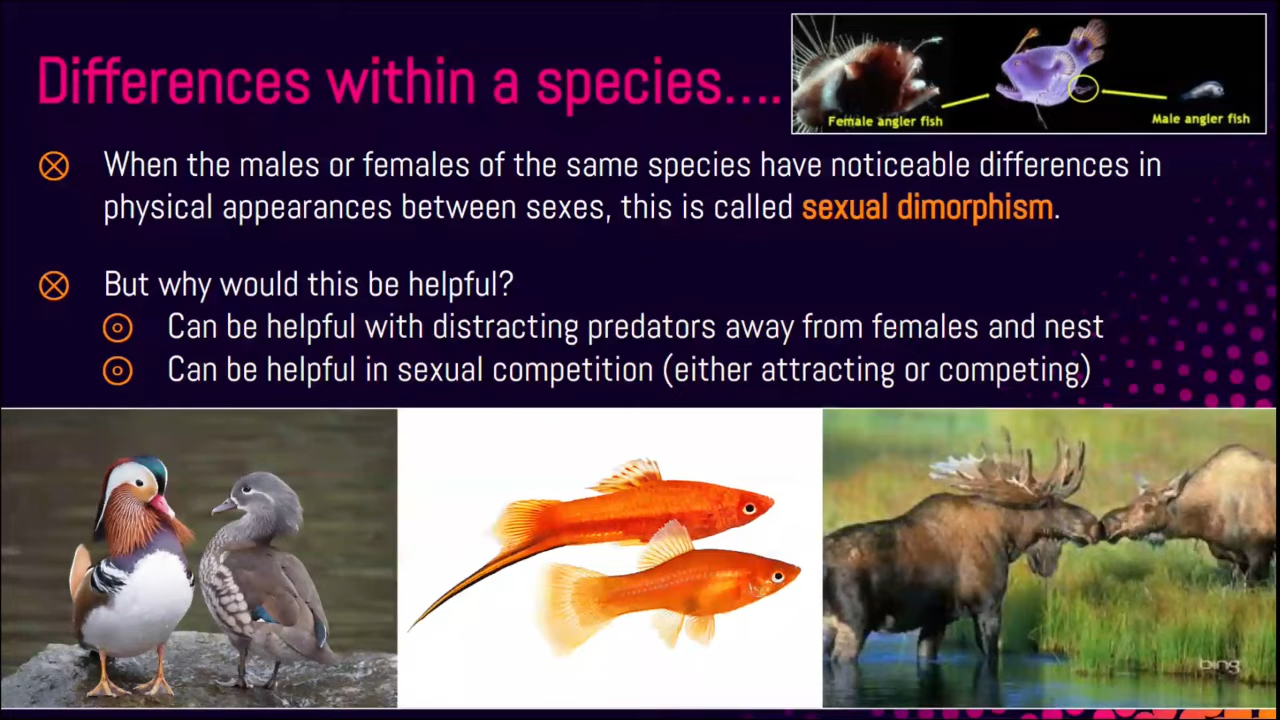 Differences within a species....
Female angler fish
Male angler fish
When the males or females of the same species have noticeable differences in
physical appearances between sexes, this is called sexual dimorphism.
But why would this be helpful?
Can be helpful with distracting predators away from females and nest
Can be helpful in sexual competition (either attracting or competing)
bing